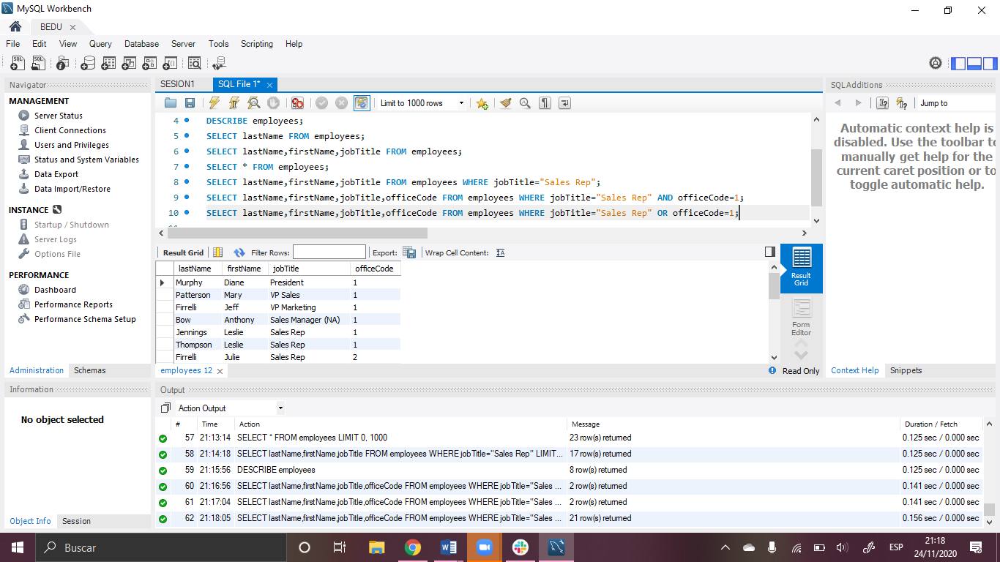 MySQL Workbench
BEDU
File Edit View Query Database Server Tools Scripting Help
Navigator
MANAGEMENT
Server Status
Client Connections
Users and Privileges
Status and System Variables
Data Export
Data Import/Restore
INSTANCE
Startup / Shutdown
Server Logs
Options File
PERFORMANCE
Dashboard
Performance Reports
Performance Schema Setup
Administration Schemas
Information
No object selected
Object Info Session
SESION1 SQL File 1*
Limit to 1000 rows
4 DESCRIBE employees;
5 SELECT lastName FROM employees;
6 SELECT lastName,firstName,jobTitle FROM employees;
7 SELECT * FROM employees;
8 SELECT lastName,firstName,jobTitle FROM employees WHERE jobTitle="Sales Rep";
9 SELECT lastName,firstName,jobTitle,officeCode FROM employees WHERE jobTitle="Sales Rep" AND officeCode=1;
10 SELECT lastName,firstName,jobTitle,officeCode FROM employees WHERE jobTitle="Sales Rep" OR officeCode=1;
Result Grid Filter Rows: Export: Wrap Cell Content:
lastName firstName jobTitle officeCode
Murphy Diane President 1
Patterson Mary VP Sales 1
Firrelli Jeff VP Marketing 1
Bow Anthony Sales Manager (NA) 1
Jennings Leslie Sales Rep 1
Thompson Leslie Sales Rep 1
Firrelli Julie Sales Rep 2
Result
Grid
Form
Editor
employees 12
Read Only
SQLAdditions
Jump to
Automatic context help is
disabled. Use the toolbar to
manually get help for the
current caret position or to
toggle automatic help.
Context Help Snippets
Output
Action Output
# Time Action Message Duration / Fetch
57 21:13:14 SELECT * FROM employees LIMIT 0, 1000 23 row(s) returned 0.125 sec / 0.000 sec
58 21:14:18 SELECT lastName,firstName,jobTitle FROM employees WHERE jobTitle="Sales Rep" LIMIT... 17 row(s) returned 0.125 sec / 0.000 sec
59 21:15:56 DESCRIBE employees 8 row(s) returned 0.125 sec / 0.000 sec
60 21:16:56 SELECT lastName,firstName,jobTitle,officeCode FROM employees WHERE jobTitle="Sales ... 2 row(s) returned 0.141 sec / 0.000 sec
61 21:17:04 SELECT lastName,firstName,jobTitle,officeCode FROM employees WHERE jobTitle="Sales ... 2 row(s) returned 0.141 sec / 0.000 sec
62 21:18:05 SELECT lastName,firstName,jobTitle,officeCode FROM employees WHERE jobTitle="Sales ... 21 row(s) returned 0.156 sec / 0.000 sec
Buscar
ESP
21:18
24/11/2020